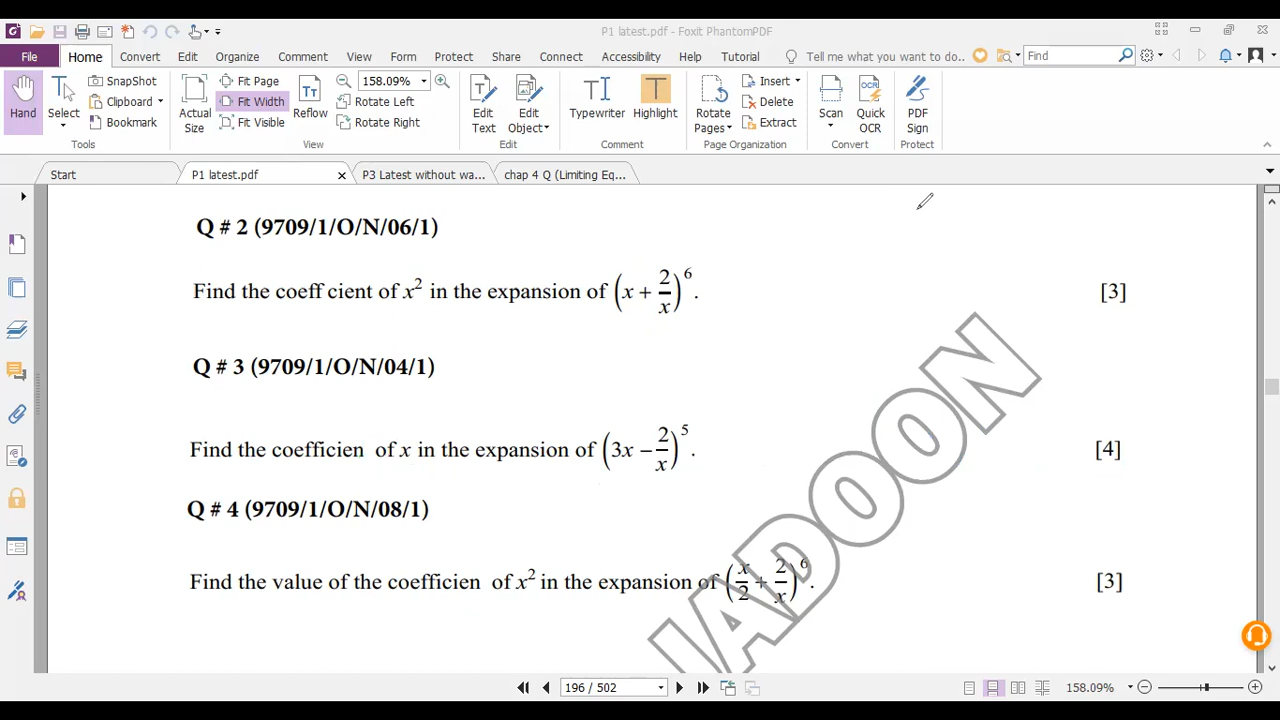 P1 latest.pdf - Foxit PhantomPDF
File Home Convert Edit Organize Comment View Form Protect Share Connect Accessibility Help Tutorial Tell me what you want to do... Find
Hand Select SnapShot Clipboard Bookmark Actual Size Fit Page Fit Width Fit Visible Reflow 158.09% Rotate Left Rotate Right Edit Text Edit Object Typewriter Highlight Rotate Pages Insert Delete Extract Scan Quick OCR PDF Sign
Tools View Edit Comment Page Organization Convert Protect
Start P1 latest.pdf P3 Latest without wa... chap 4 Q (Limiting Eq...
Q # 2 (9709/1/O/N/06/1)
Find the coeff cient of x² in the expansion of (x + 2/x)⁶. [3]
Q # 3 (9709/1/O/N/04/1)
Find the coefficien of x in the expansion of (3x − 2/x)⁵. [4]
Q # 4 (9709/1/O/N/08/1)
Find the value of the coefficien of x² in the expansion of (x/2 + 2/x)⁶. [3]
JADOON
196 / 502 158.09%